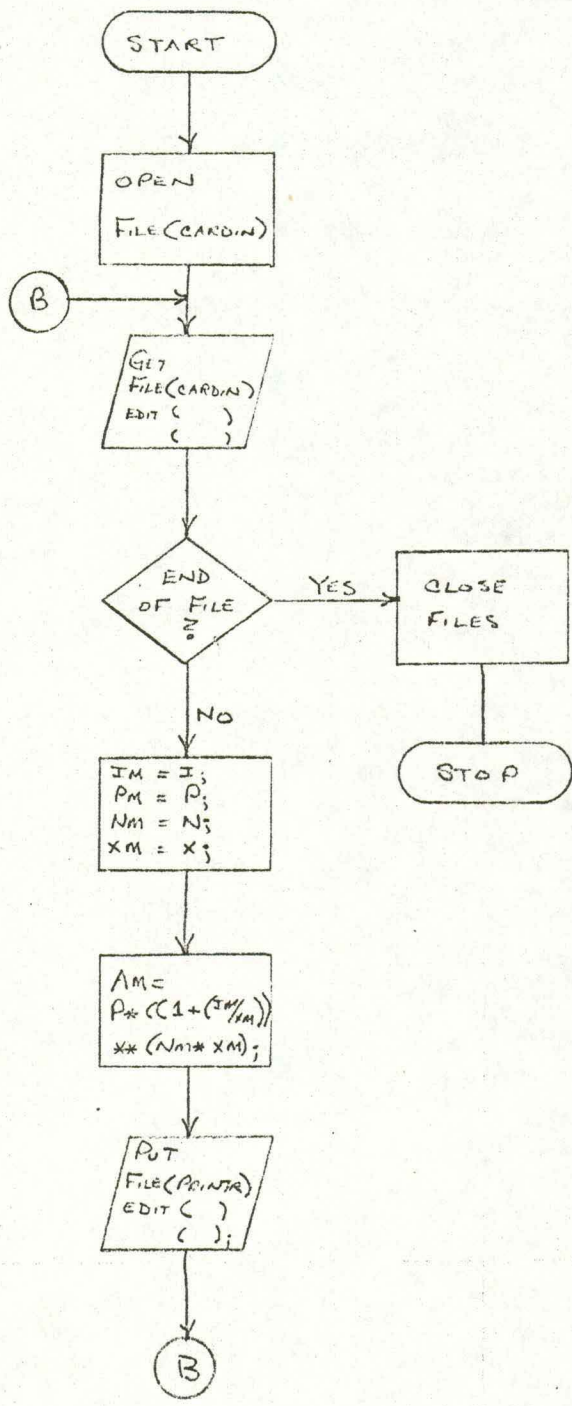 START
OPEN
FILE(CARDIN)
B
GET
FILE(CARDIN)
EDIT (     )
(     )
END
OF FILE
?
YES
CLOSE
FILES
NO
STOP
IM = I;
PM = P;
NM = N;
XM = X;
AM=
P* ((1+(IM/XM))
** (NM* XM);
PUT
FILE(PRINTR)
EDIT (   )
(   );
B